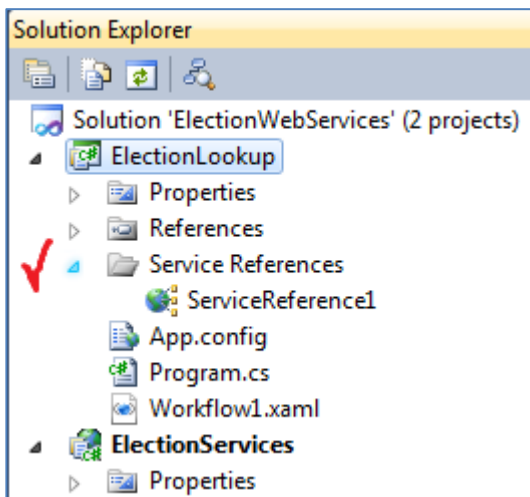 Solution Explorer
Solution 'ElectionWebServices' (2 projects)
ElectionLookup
Properties
References
Service References
ServiceReference1
App.config
Program.cs
Workflow1.xaml
ElectionServices
Properties